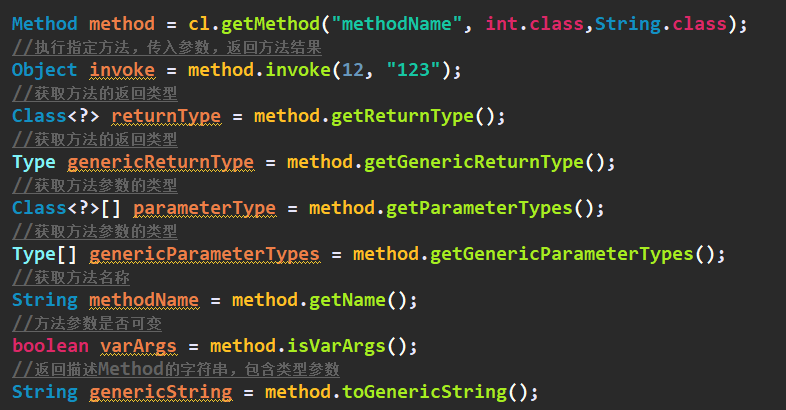 Method method = cl.getMethod("methodName", int.class,String.class);
//执行指定方法，传入参数，返回方法结果
Object invoke = method.invoke(12, "123");
//获取方法的返回类型
Class<?> returnType = method.getReturnType();
//获取方法的返回类型
Type genericReturnType = method.getGenericReturnType();
//获取方法参数的类型
Class<?>[] parameterType = method.getParameterTypes();
//获取方法参数的类型
Type[] genericParameterTypes = method.getGenericParameterTypes();
//获取方法名称
String methodName = method.getName();
//方法参数是否可变
boolean varArgs = method.isVarArgs();
//返回描述Method的字符串，包含类型参数
String genericString = method.toGenericString();